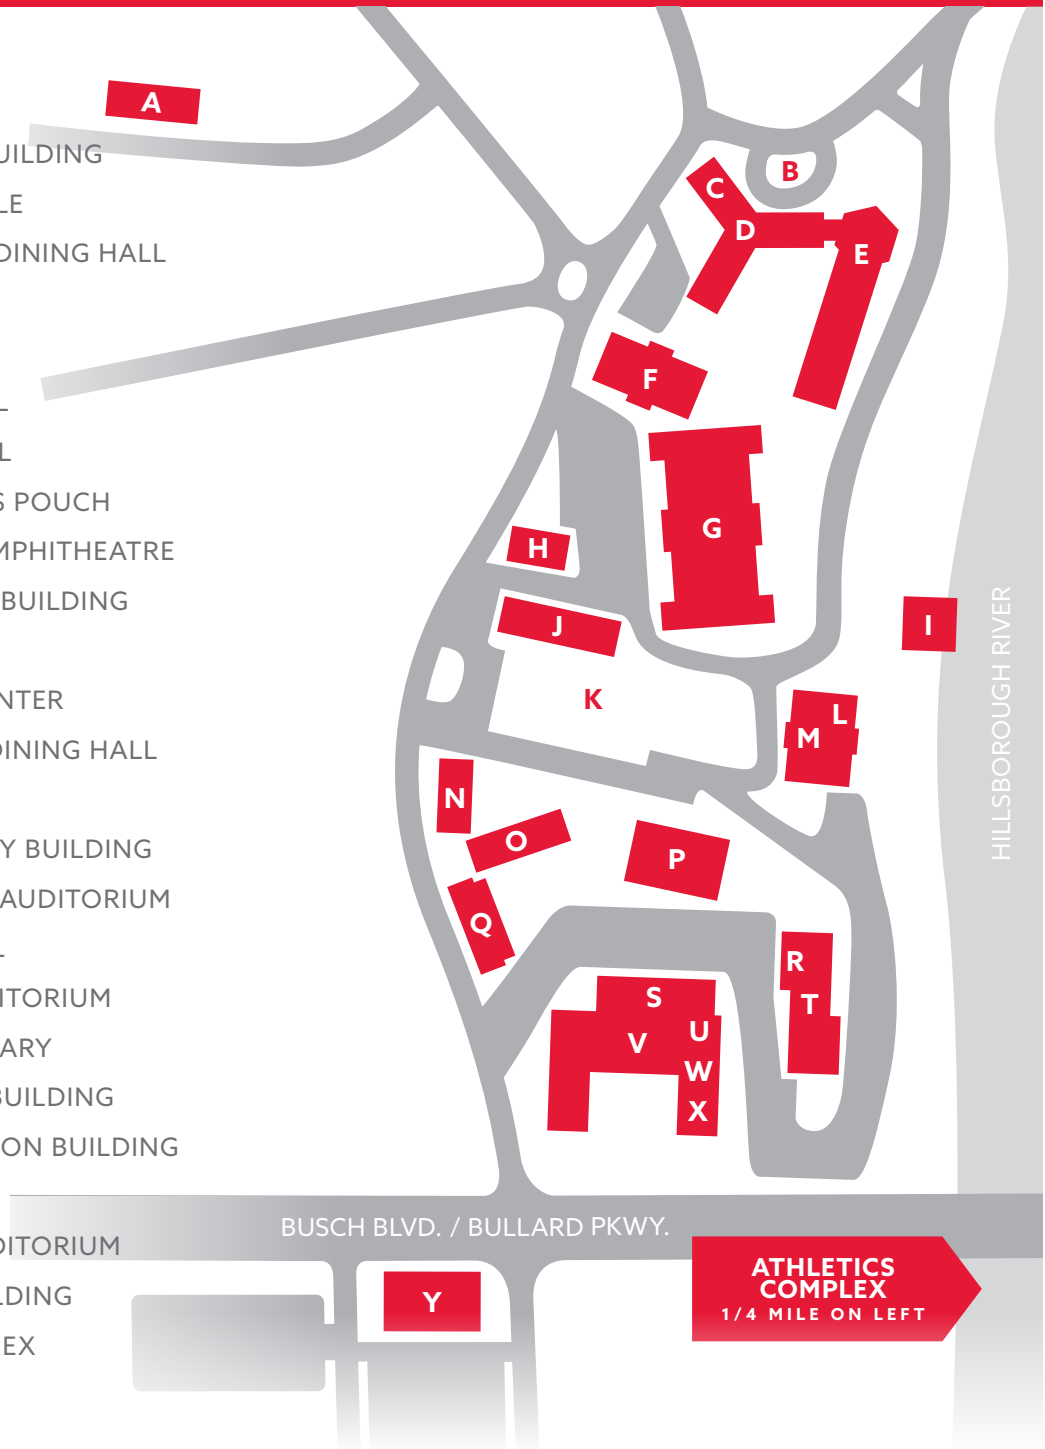 A
UILDING
B
C
LE
D
DINING HALL
E
F
L
L
S POUCH
G
MPHITHEATRE
H
BUILDING
J
I
HILLSBOROUGH RIVER
K
NTER
L
M
DINING HALL
N
O
Y BUILDING
P
AUDITORIUM
Q
L
R
ITORIUM
S
T
U
V
ARY
W
BUILDING
X
ON BUILDING
BUSCH BLVD. / BULLARD PKWY.
DITORIUM
ATHLETICS
COMPLEX
1/4 MILE ON LEFT
LDING
Y
EX